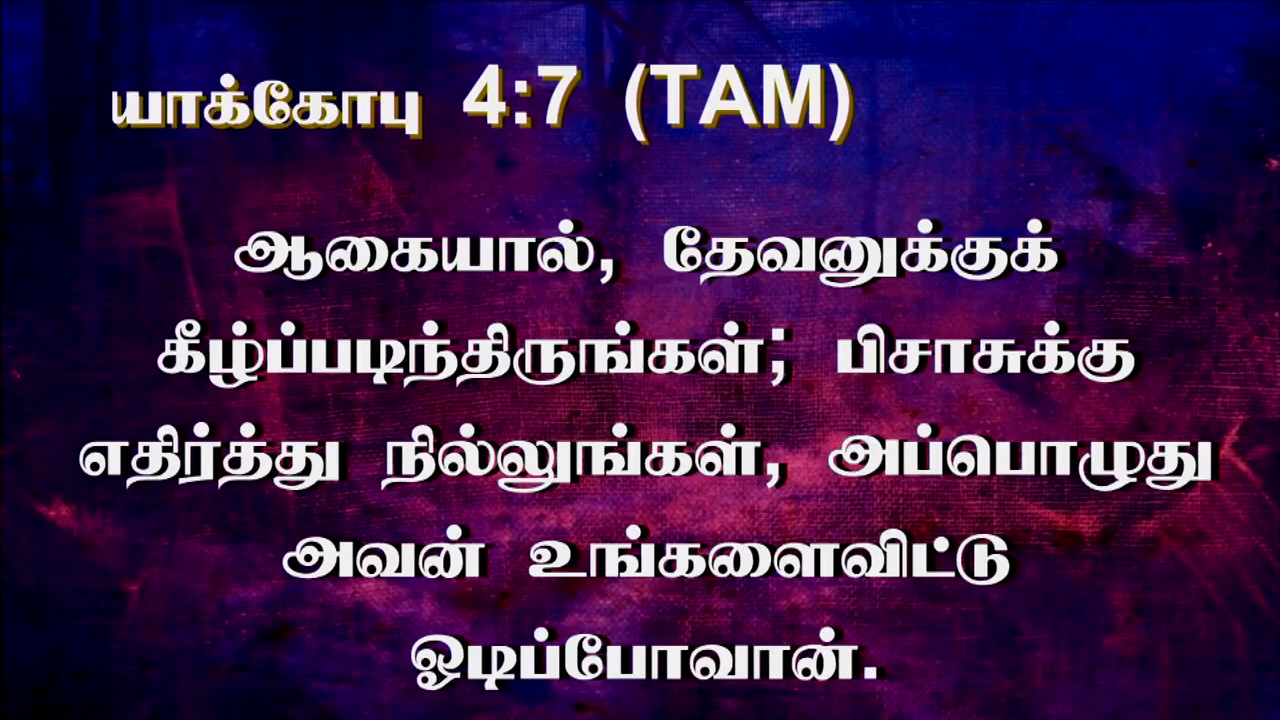 யாக்கோபு 4:7 (TAM)
ஆகையால், தேவனுக்குக்
கீழ்ப்படிந்திருங்கள்; பிசாசுக்கு
எதிர்த்து நில்லுங்கள், அப்பொழுது
அவன் உங்களைவிட்டு
ஓடிப்போவான்.